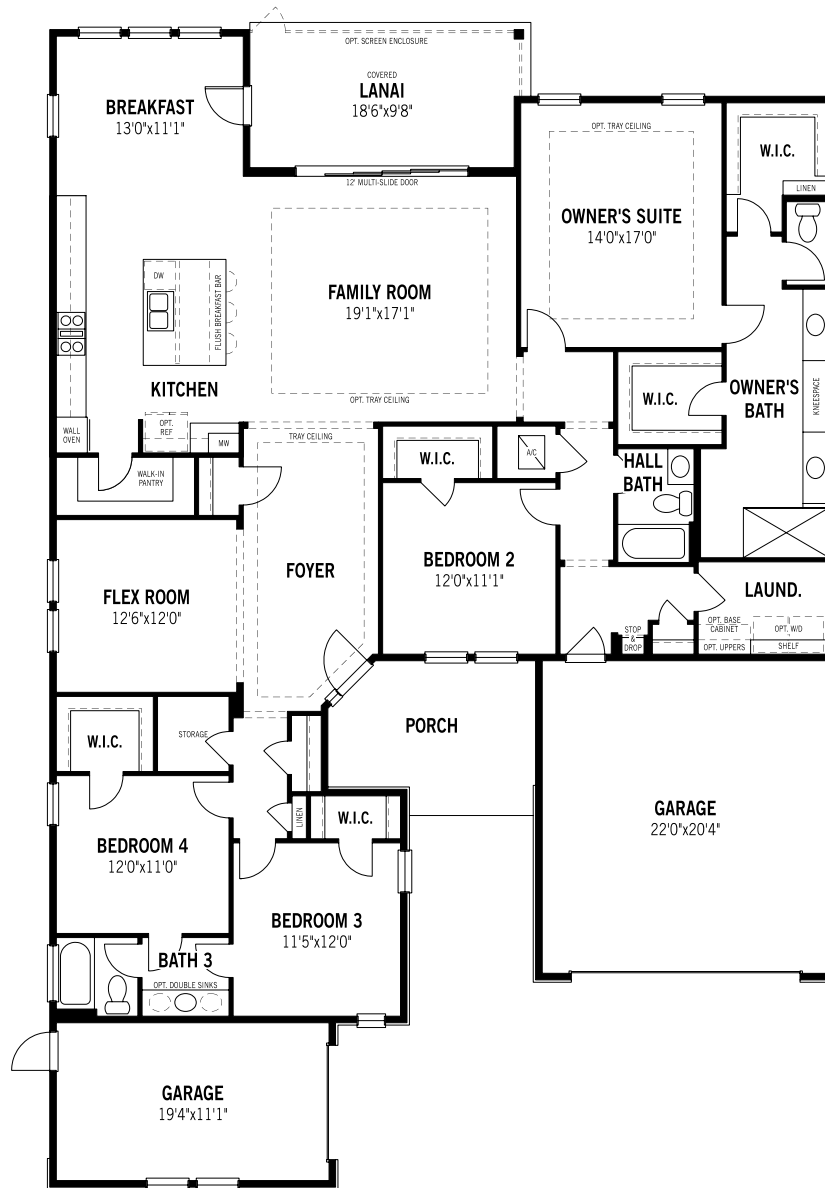 OPT. SCREEN ENCLOSURE
COVERED
LANAI
18'6"x9'8"
BREAKFAST
13'0"x11'1"
12' MULTI-SLIDE DOOR
OPT. TRAY CEILING
W.I.C.
LINEN
OWNER'S SUITE
14'0"x17'0"
DW
FLUSH BREAKFAST BAR
FAMILY ROOM
19'1"x17'1"
KITCHEN
OPT. TRAY CEILING
W.I.C.
OWNER'S
BATH
KNEESPACE
WALL
OVEN
OPT.
REF
MW
TRAY CEILING
W.I.C.
A/C
HALL
BATH
WALK-IN
PANTRY
FOYER
BEDROOM 2
12'0"x11'1"
FLEX ROOM
12'6"x12'0"
LAUND.
OPT. BASE
CABINET
OPT. W/D
OPT. UPPERS
SHELF
STOP
&
DROP
PORCH
W.I.C.
STORAGE
LINEN
W.I.C.
GARAGE
22'0"x20'4"
BEDROOM 4
12'0"x11'0"
BEDROOM 3
11'5"x12'0"
BATH 3
OPT. DOUBLE SINKS
GARAGE
19'4"x11'1"